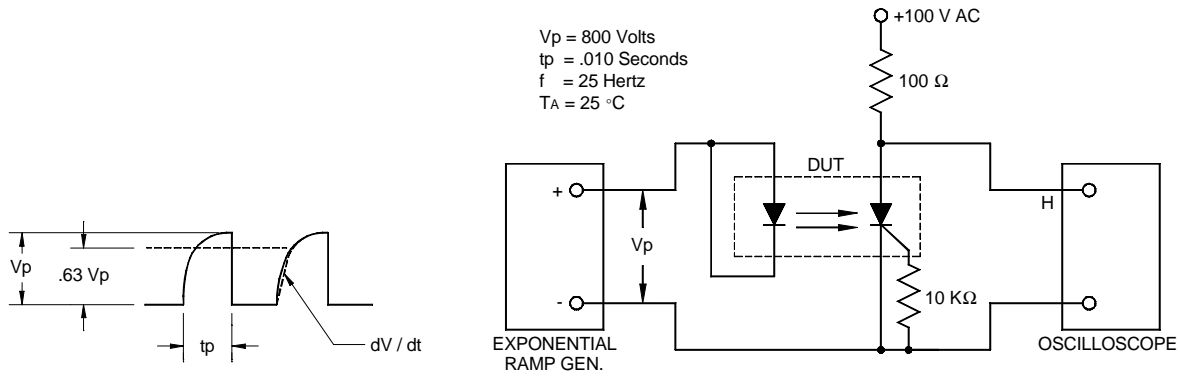 Vp = 800 Volts
tp = .010 Seconds
f = 25 Hertz
TA = 25 °C
+100 V AC
100 Ω
DUT
+
Vp
-
H
10 KΩ
EXPONENTIAL
RAMP GEN.
OSCILLOSCOPE
Vp
.63 Vp
tp
dV / dt